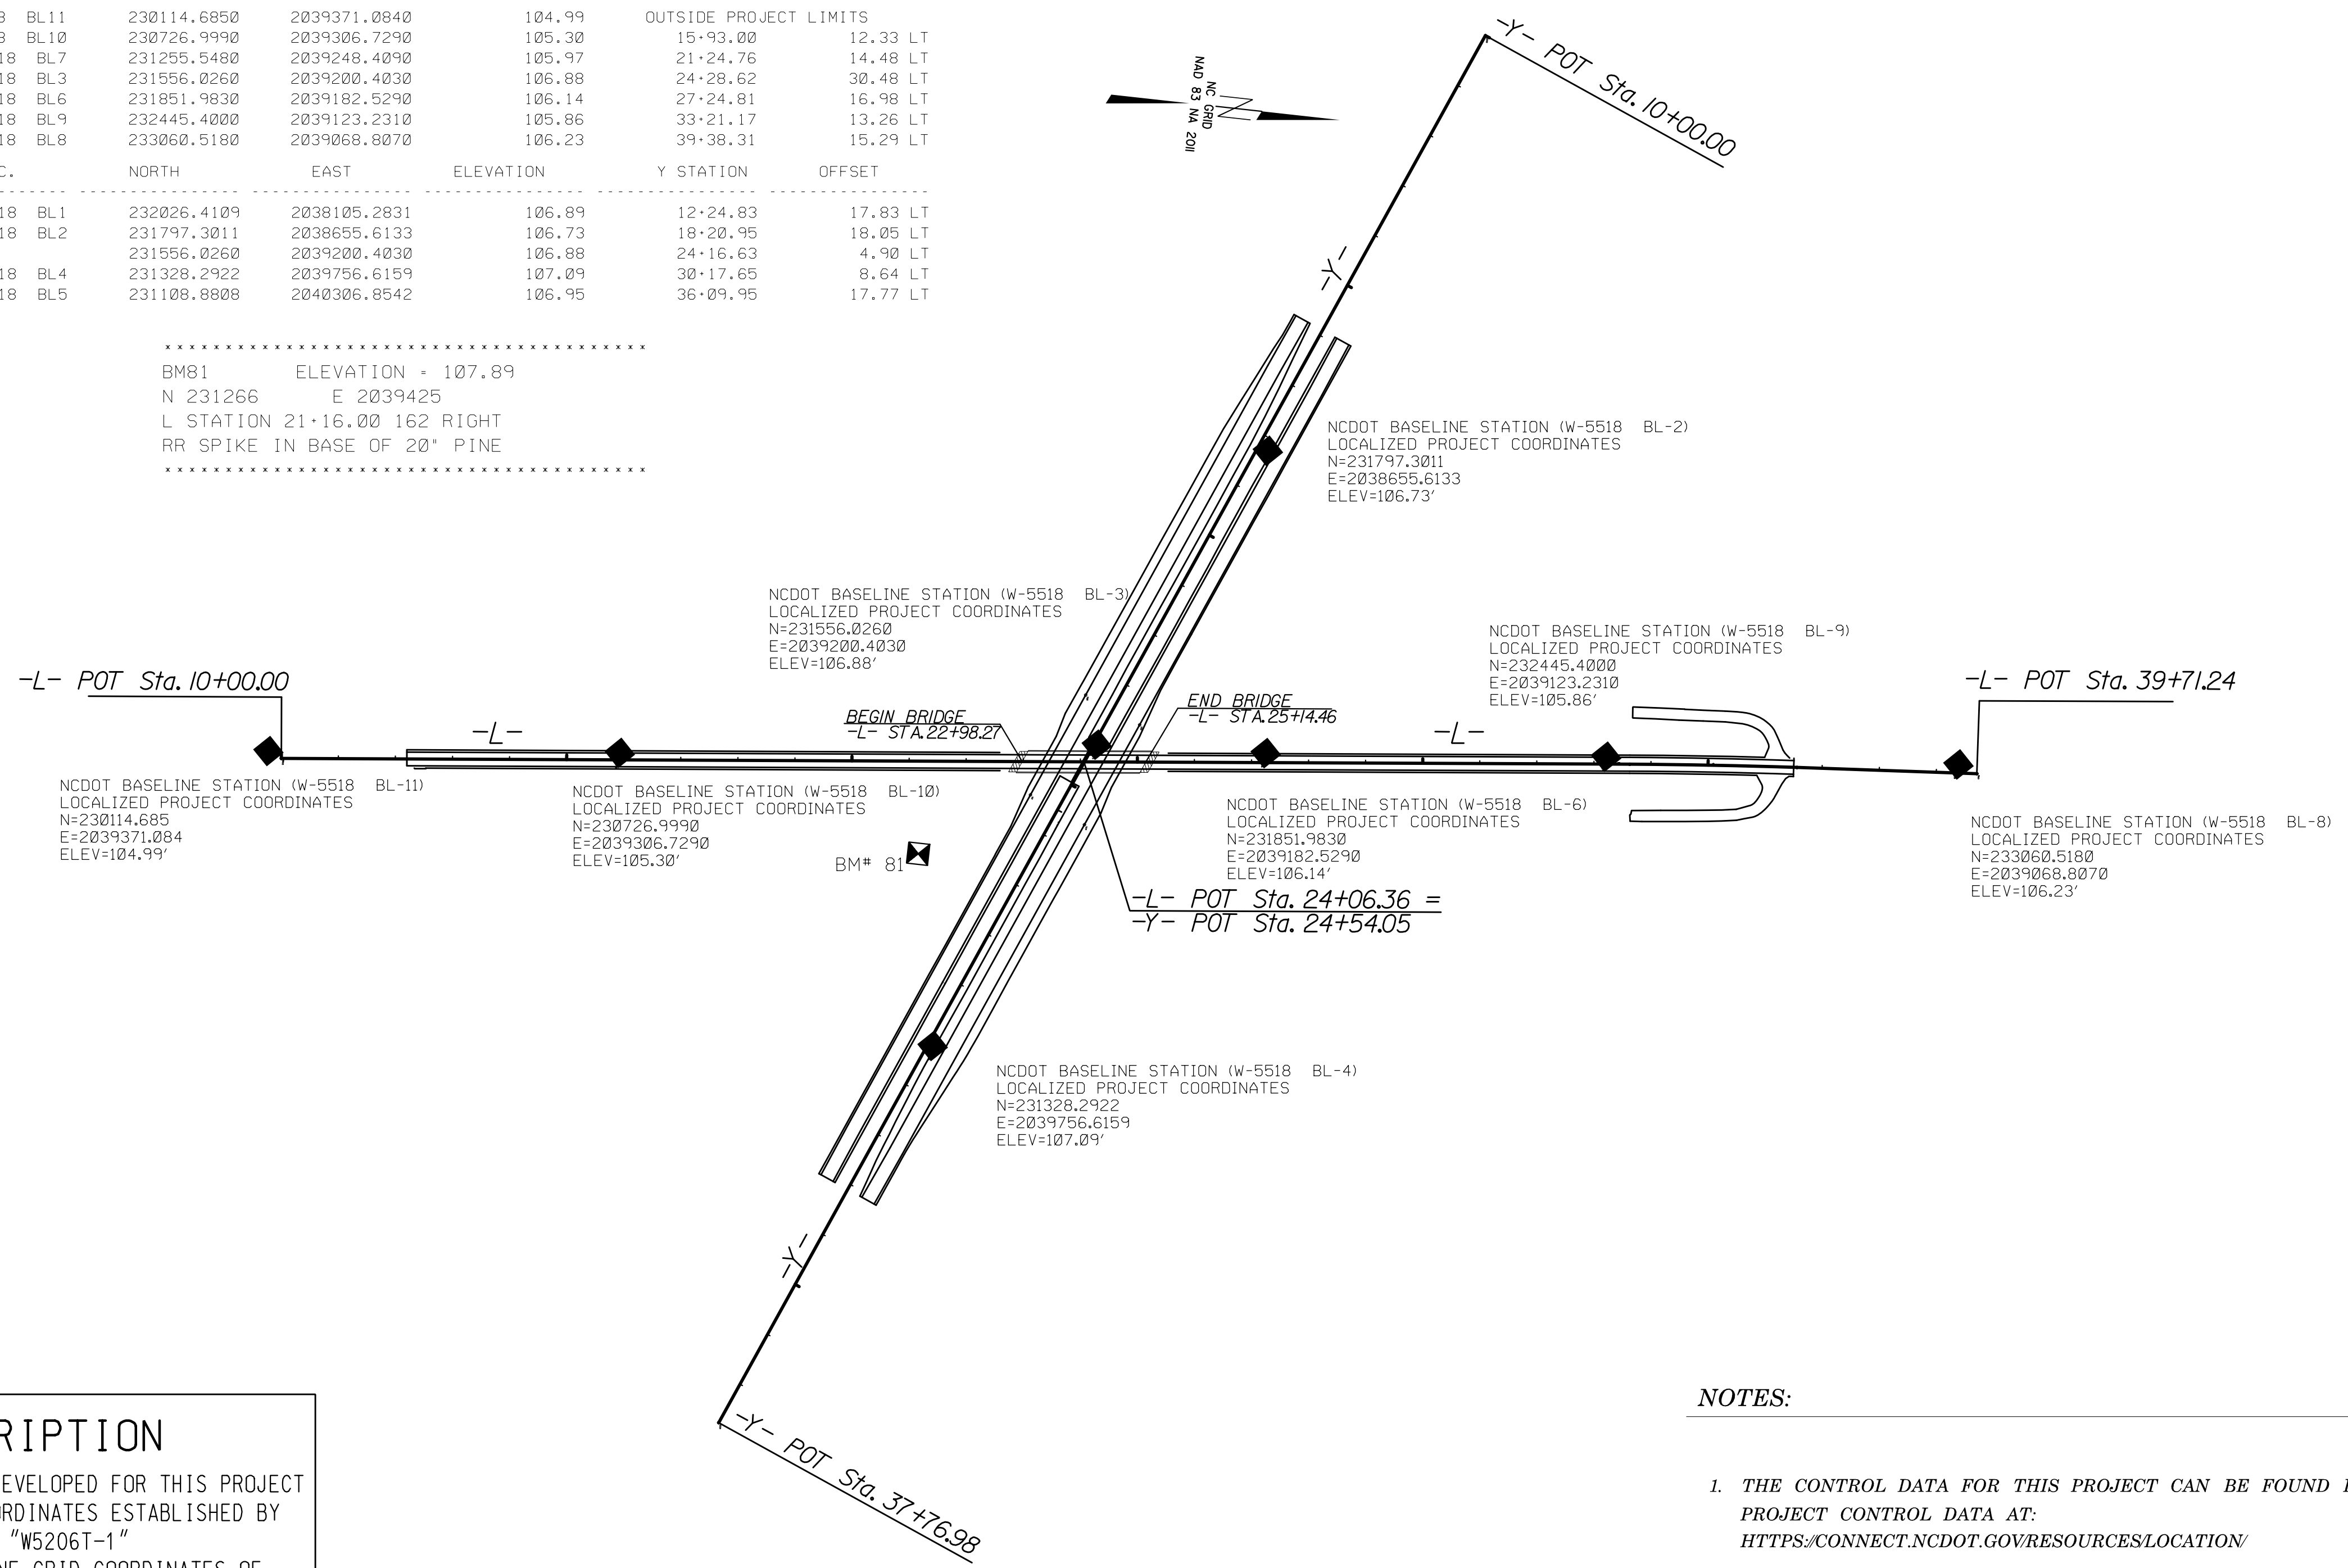 8 BL11 230114.6850 2039371.0840 104.99 OUTSIDE PROJECT LIMITS
8 BL10 230726.9990 2039306.7290 105.30 15+93.00 12.33 LT
18 BL7 231255.5480 2039248.4090 105.97 21+24.76 14.48 LT
18 BL3 231556.0260 2039200.4030 106.88 24+28.62 30.48 LT
18 BL6 231851.9830 2039182.5290 106.14 27+24.81 16.98 LT
18 BL9 232445.4000 2039123.2310 105.86 33+21.17 13.26 LT
18 BL8 233060.5180 2039068.8070 106.23 39+38.31 15.29 LT
C. NORTH EAST ELEVATION Y STATION OFFSET
18 BL1 232026.4109 2038105.2831 106.89 12+24.83 17.83 LT
18 BL2 231797.3011 2038655.6133 106.73 18+20.95 18.05 LT
231556.0260 2039200.4030 106.88 24+16.63 4.90 LT
18 BL4 231328.2922 2039756.6159 107.09 30+17.65 8.64 LT
18 BL5 231108.8808 2040306.8542 106.95 36+09.95 17.77 LT
BM81 ELEVATION = 107.89
N 231266 E 2039425
L STATION 21+16.00 162 RIGHT
RR SPIKE IN BASE OF 20" PINE
NC GRID
NAD 83 NA 2011
-Y- POT Sta. 10+00.00
-Y-
NCDOT BASELINE STATION (W-5518 BL-2)
LOCALIZED PROJECT COORDINATES
N=231797.3011
E=2038655.6133
ELEV=106.73'
NCDOT BASELINE STATION (W-5518 BL-3)
LOCALIZED PROJECT COORDINATES
N=231556.0260
E=2039200.4030
ELEV=106.88'
NCDOT BASELINE STATION (W-5518 BL-9)
LOCALIZED PROJECT COORDINATES
N=232445.4000
E=2039123.2310
ELEV=105.86'
-L- POT Sta. 10+00.00
-L- POT Sta. 39+71.24
BEGIN BRIDGE
-L- STA.22+98.27
END BRIDGE
-L- STA.25+14.46
-L-
-L-
NCDOT BASELINE STATION (W-5518 BL-11)
LOCALIZED PROJECT COORDINATES
N=230114.685
E=2039371.084
ELEV=104.99'
NCDOT BASELINE STATION (W-5518 BL-10)
LOCALIZED PROJECT COORDINATES
N=230726.9990
E=2039306.7290
ELEV=105.30'
BM# 81
NCDOT BASELINE STATION (W-5518 BL-6)
LOCALIZED PROJECT COORDINATES
N=231851.9830
E=2039182.5290
ELEV=106.14'
NCDOT BASELINE STATION (W-5518 BL-8)
LOCALIZED PROJECT COORDINATES
N=233060.5180
E=2039068.8070
ELEV=106.23'
-L- POT Sta. 24+06.36 =
-Y- POT Sta. 24+54.05
NCDOT BASELINE STATION (W-5518 BL-4)
LOCALIZED PROJECT COORDINATES
N=231328.2922
E=2039756.6159
ELEV=107.09'
-Y-
-Y- POT Sta. 37+76.98
RIPTION
EVELOPED FOR THIS PROJECT
ORDINATES ESTABLISHED BY
"W5206T-1"
NE GRID COORDINATES OF
NOTES:
1. THE CONTROL DATA FOR THIS PROJECT CAN BE FOUND
PROJECT CONTROL DATA AT:
HTTPS://CONNECT.NCDOT.GOV/RESOURCES/LOCATION/